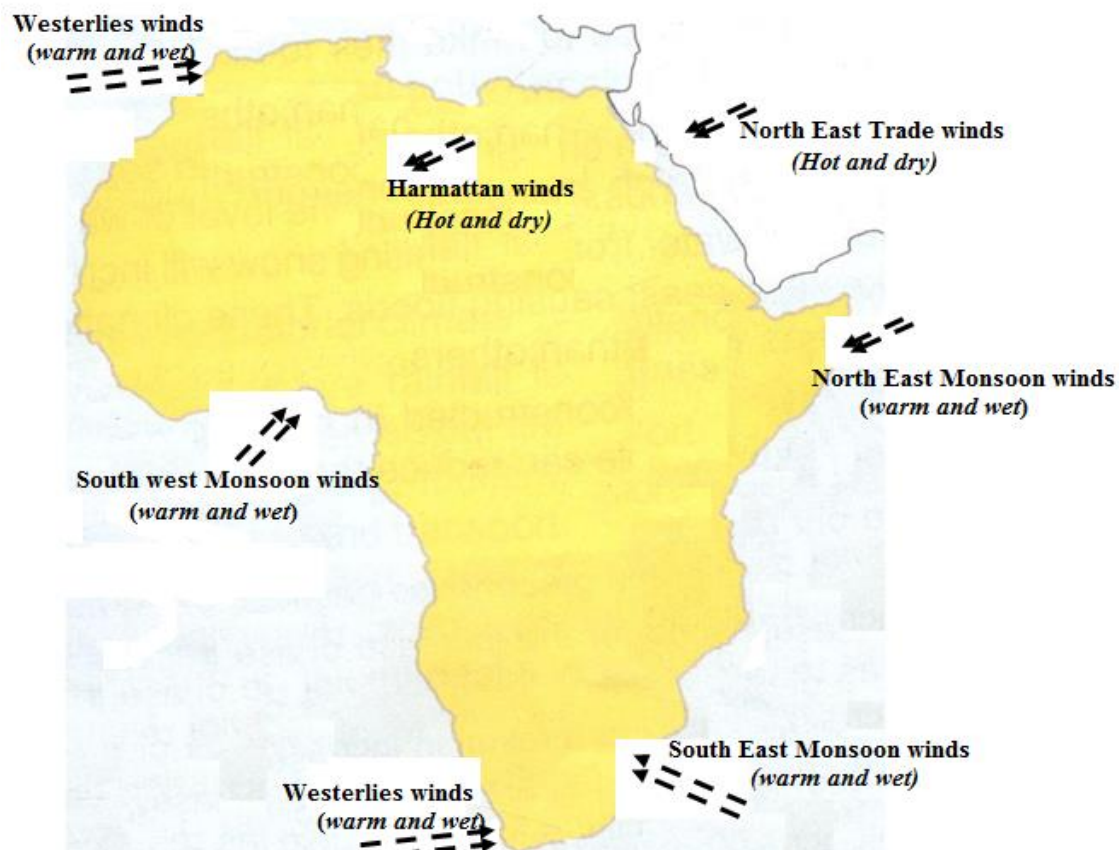 Westerlies winds
(warm and wet)
North East Trade winds
(Hot and dry)
Harmattan winds
(Hot and dry)
North East Monsoon winds
(warm and wet)
South west Monsoon winds
(warm and wet)
South East Monsoon winds
(warm and wet)
Westerlies winds
(warm and wet)